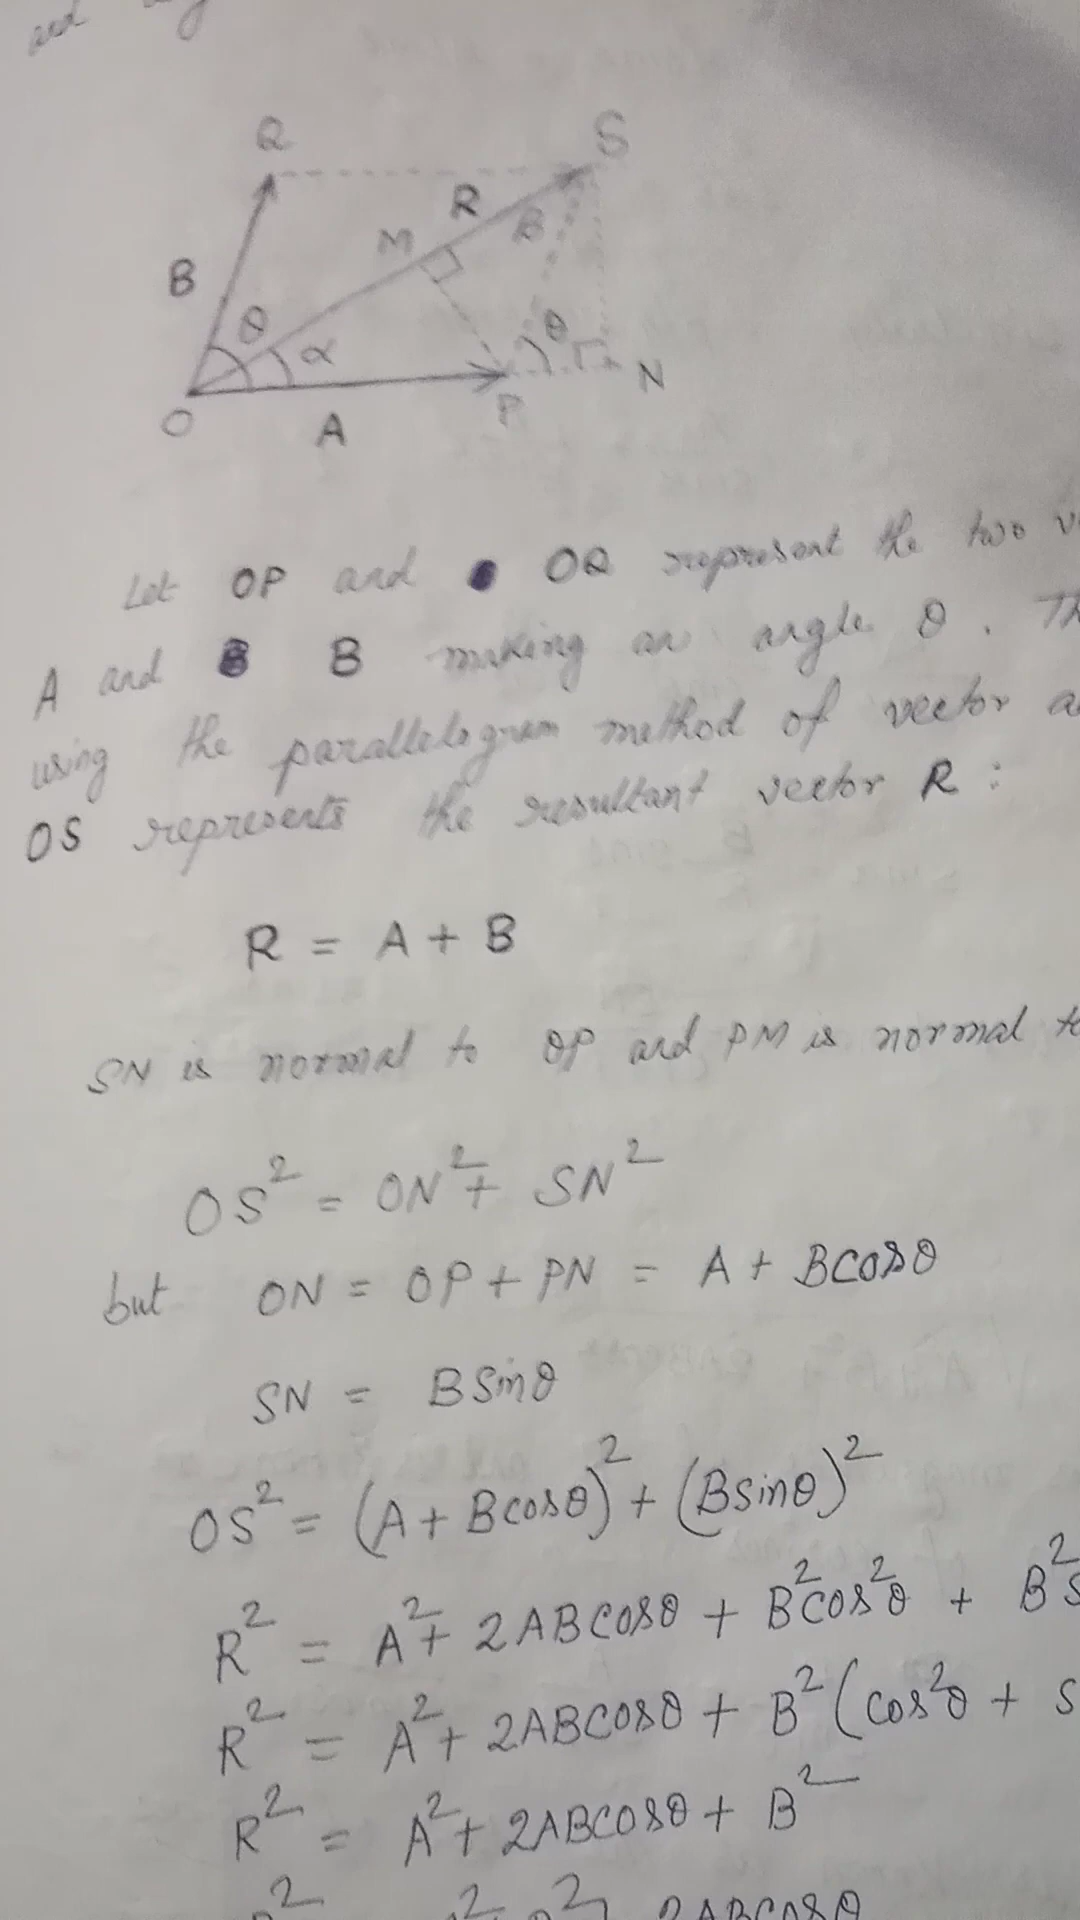 and
Q
S
R
B
M
B
θ
α
θ
O
A
P
N
Let OP and OQ represent the two
A and B making an angle θ. Th
using the parallelogram method of vector a
OS represents the resultant vector R :
R = A + B
SN is normal to OP and PM is normal to
OS² = ON² + SN²
but ON = OP + PN = A + Bcosθ
SN = Bsinθ
OS² = (A + Bcosθ)² + (Bsinθ)²
R² = A² + 2ABcosθ + B²cos²θ + B²s
R² = A² + 2ABcosθ + B²(cos²θ + s
R² = A² + 2ABcosθ + B²
2ABcosθ